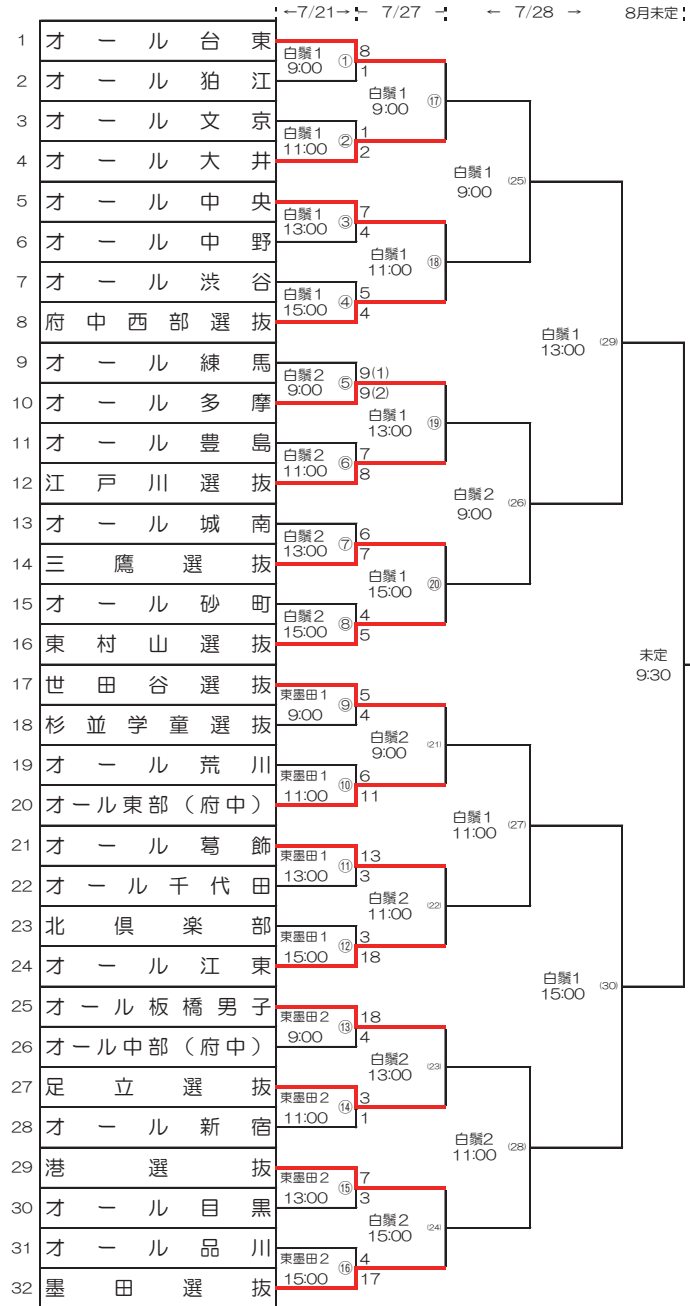 ←7/21→ ← 7/27 → ← 7/28 → 8月未定
1 オール台東
2 オール狛江
3 オール文京
4 オール大井
5 オール中央
6 オール中野
7 オール渋谷
8 府中西部選抜
9 オール練馬
10 オール多摩
11 オール豊島
12 江戸川選抜
13 オール城南
14 三鷹選抜
15 オール砂町
16 東村山選抜
17 世田谷選抜
18 杉並学童選抜
19 オール荒川
20 オール東部（府中）
21 オール葛飾
22 オール千代田
23 北倶楽部
24 オール江東
25 オール板橋男子
26 オール中部（府中）
27 足立選抜
28 オール新宿
29 港選抜
30 オール目黒
31 オール品川
32 墨田選抜
白鬚1
9:00 ①
8
1
白鬚1
11:00 ②
1
2
白鬚1
13:00 ③
7
4
白鬚1
15:00 ④
5
4
白鬚2
9:00 ⑤
9(1)
9(2)
白鬚2
11:00 ⑥
7
8
白鬚2
13:00 ⑦
6
7
白鬚2
15:00 ⑧
4
5
東墨田1
9:00 ⑨
5
4
東墨田1
11:00 ⑩
6
11
東墨田1
13:00 ⑪
13
3
東墨田1
15:00 ⑫
3
18
東墨田2
9:00 ⑬
18
4
東墨田2
11:00 ⑭
3
1
東墨田2
13:00 ⑮
7
3
東墨田2
15:00 ⑯
4
17
白鬚1
9:00 ⑰
白鬚1
11:00 ⑱
白鬚1
13:00 ⑲
白鬚1
15:00 ⑳
白鬚2
9:00 (21)
白鬚2
11:00 (22)
白鬚2
13:00 (23)
白鬚2
15:00 (24)
白鬚1
9:00 (25)
白鬚2
9:00 (26)
白鬚1
11:00 (27)
白鬚2
11:00 (28)
白鬚1
13:00 (29)
白鬚1
15:00 (30)
未定
9:30